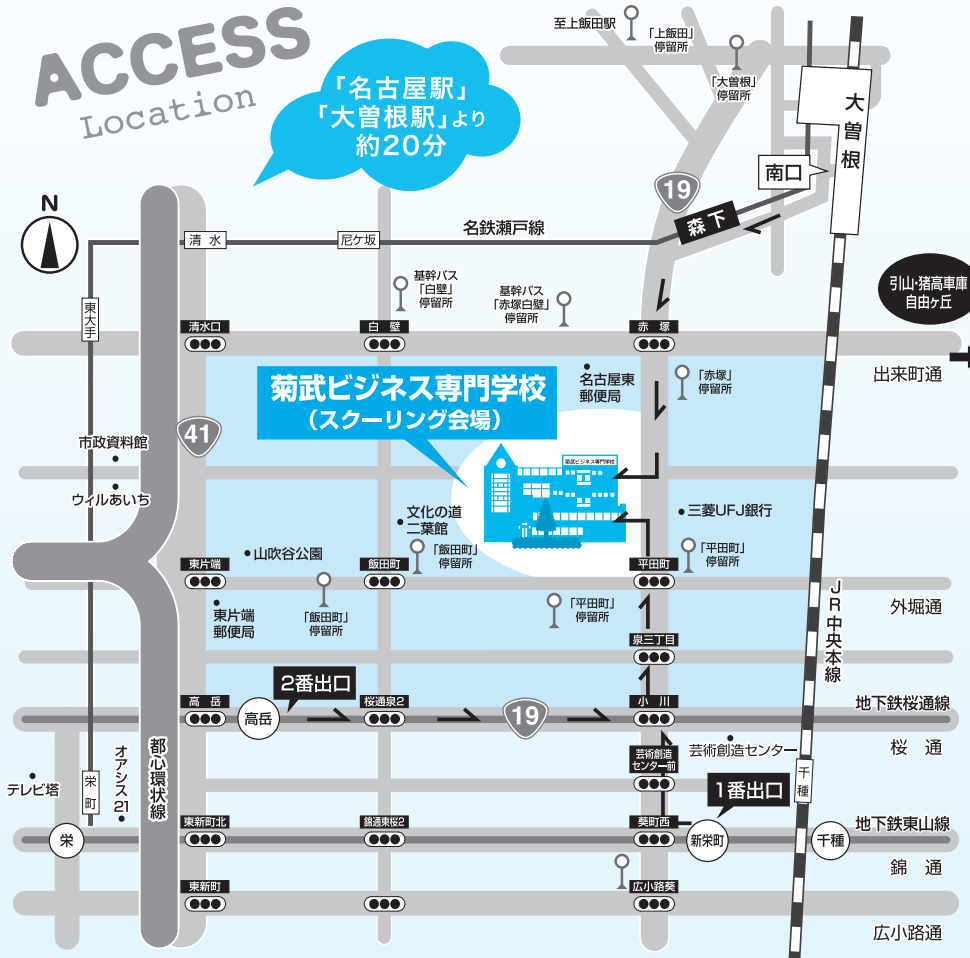 ACCESS
Location
「名古屋駅」
「大曽根駅」より
約20分
至上飯田駅
「上飯田」
停留所
「大曽根」
停留所
大曽根
南口
19
森下
N
名鉄瀬戸線
清水
尼ケ坂
東大手
基幹バス
「白壁」
停留所
基幹バス
「赤塚白壁」
停留所
引山・猪高車庫
自由ヶ丘
清水口
白壁
赤塚
出来町通
菊武ビジネス専門学校
（スクーリング会場）
名古屋東
郵便局
「赤塚」
停留所
41
市政資料館
ウィルあいち
菊武ビジネス専門学校
文化の道
二葉館
三菱UFJ銀行
山吹谷公園
「飯田町」
停留所
「平田町」
停留所
東片端
飯田町
平田町
東片端
郵便局
「飯田町」
停留所
「平田町」
停留所
外堀通
JR中央本線
泉三丁目
2番出口
高岳
高岳
桜通泉2
19
小川
地下鉄桜通線
桜通
芸術創造センター
芸術創造
センター前
テレビ塔
オアシス21
都心環状線
栄町
千種
1番出口
東新町北
錦通東桜2
葵町西
地下鉄東山線
栄
新栄町
千種
錦通
東新町
広小路葵
広小路通